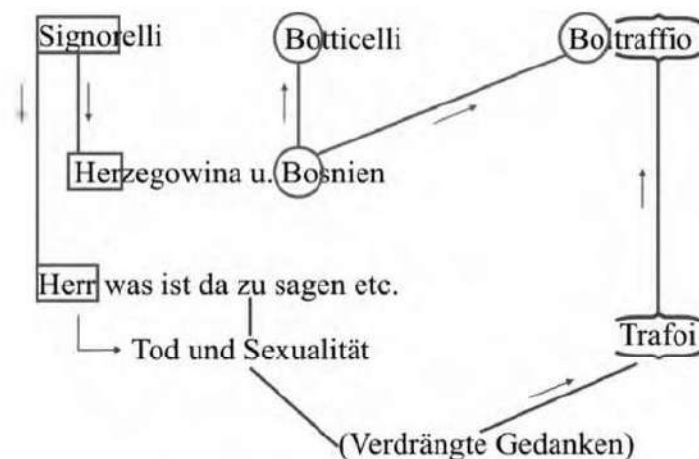 Signorelli Botticelli Boltraffio
Herzegowina u. Bosnien
Herr was ist da zu sagen etc.
Trafoi
Tod und Sexualität
(Verdrängte Gedanken)